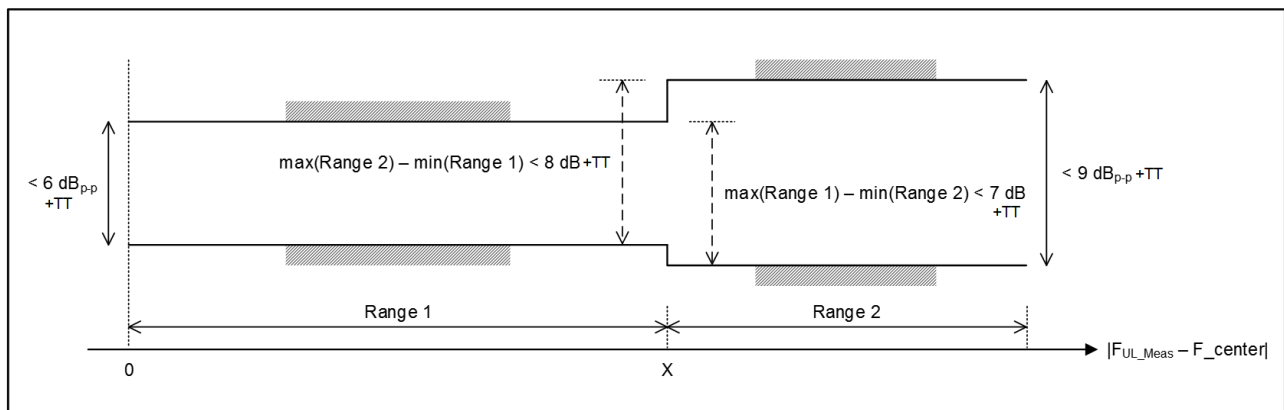 max(Range 2) – min(Range 1) < 8 dB +TT
< 6 dBp-p
+TT
max(Range 1) – min(Range 2) < 7 dB
+TT
< 9 dBp-p +TT
Range 1
Range 2
0
X
|FUL_Meas – F_center|